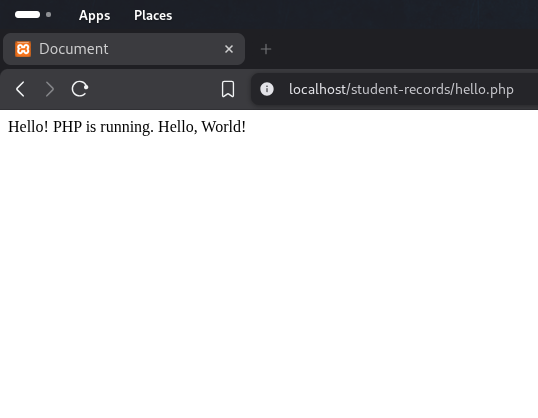 Apps Places
Document
localhost/student-records/hello.php
Hello! PHP is running. Hello, World!